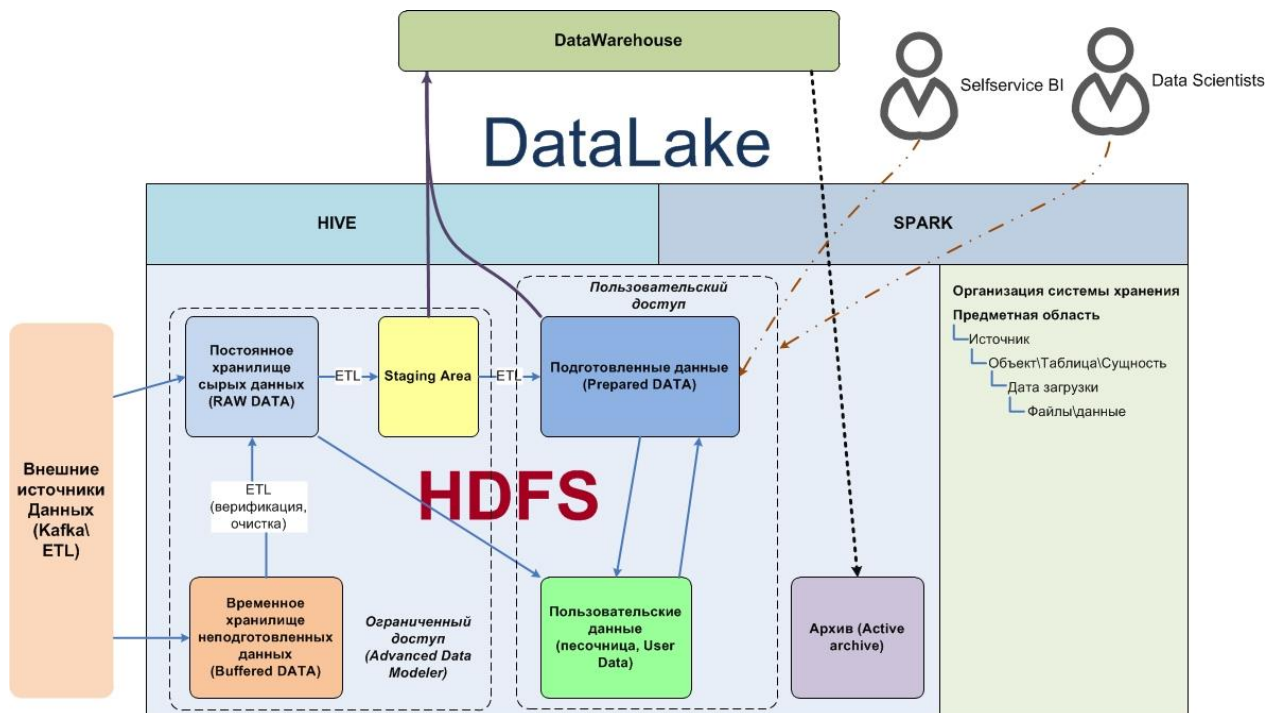 DataWarehouse
Selfservice BI
Data Scientists
DataLake
HIVE
SPARK
Пользовательский
доступ
Организация системы хранения
Предметная область
Источник
Объект\Таблица\Сущность
Дата загрузки
Файлы\данные
Внешние
источники
Данных
(Kafka\
ETL)
Постоянное
хранилище
сырых данных
(RAW DATA)
ETL
Staging Area
ETL
Подготовленные данные
(Prepared DATA)
HDFS
ETL
(верификация,
очистка)
Временное
хранилище
неподготовленных
данных
(Buffered DATA)
Ограниченный
доступ
(Advanced Data
Modeler)
Пользовательские
данные
(песочница, User
Data)
Архив (Active
archive)